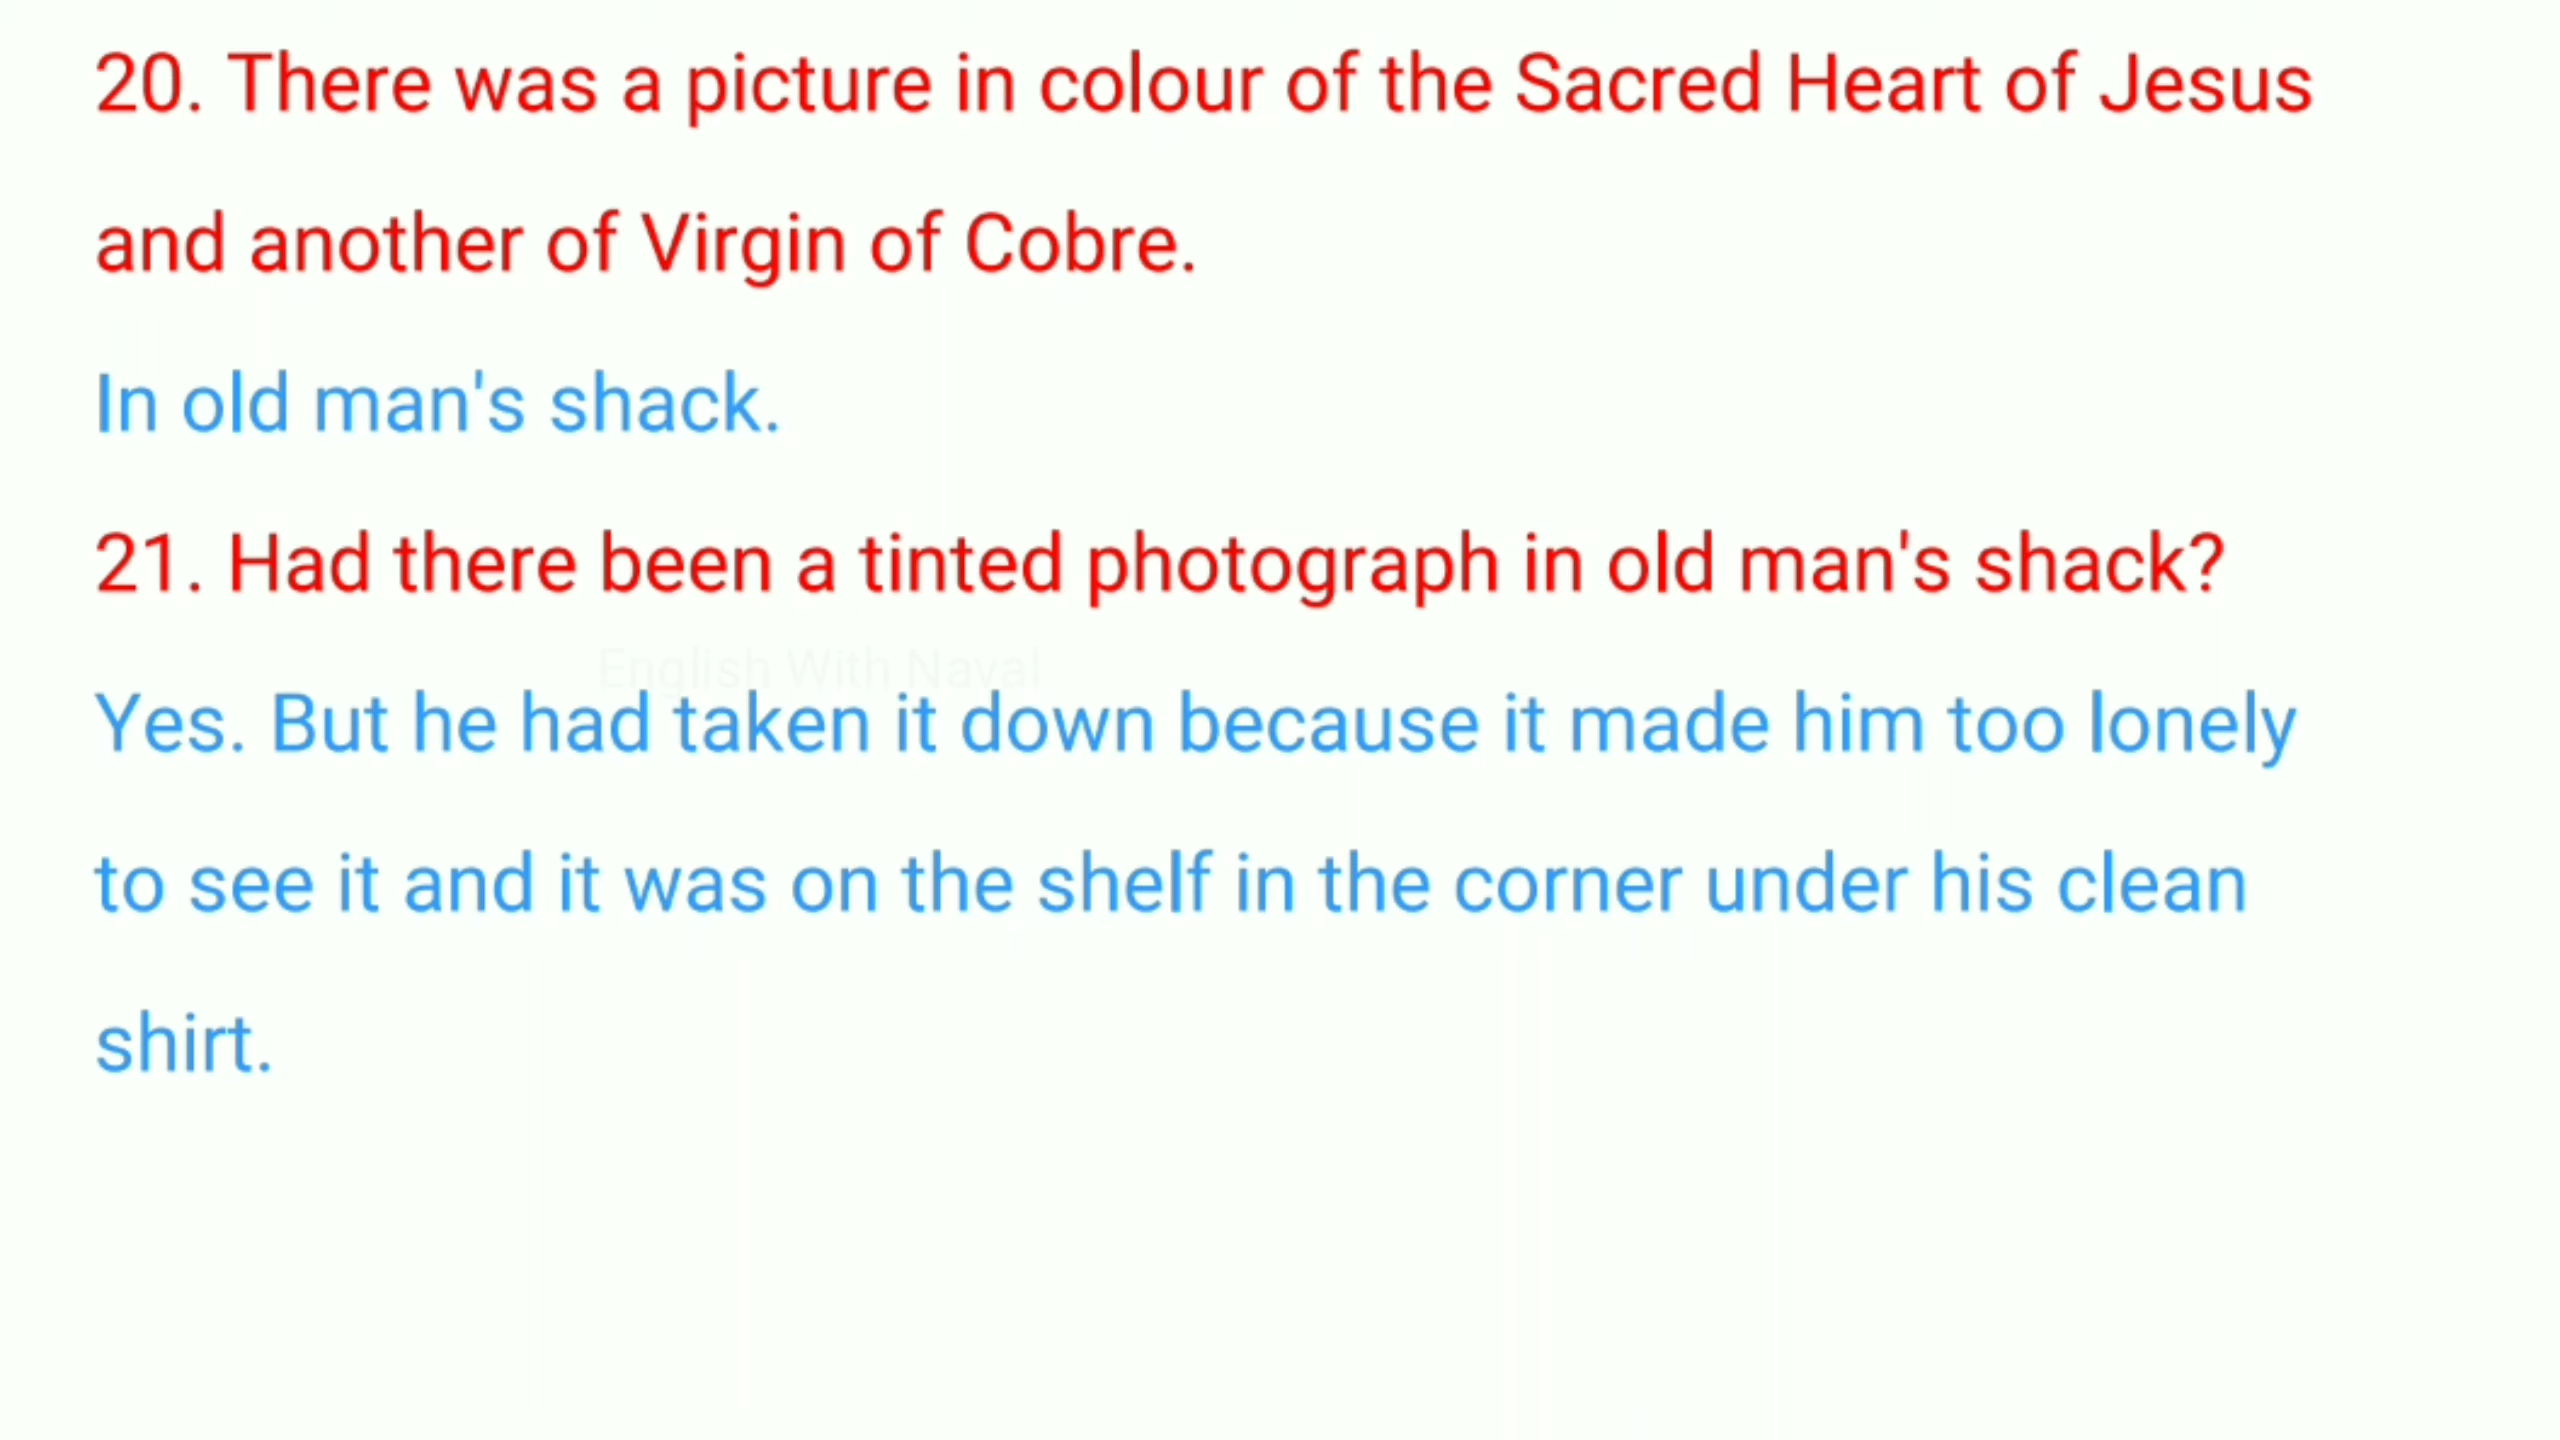 20. There was a picture in colour of the Sacred Heart of Jesus
and another of Virgin of Cobre.
In old man's shack.
21. Had there been a tinted photograph in old man's shack?
English With Naval
Yes. But he had taken it down because it made him too lonely
to see it and it was on the shelf in the corner under his clean
shirt.